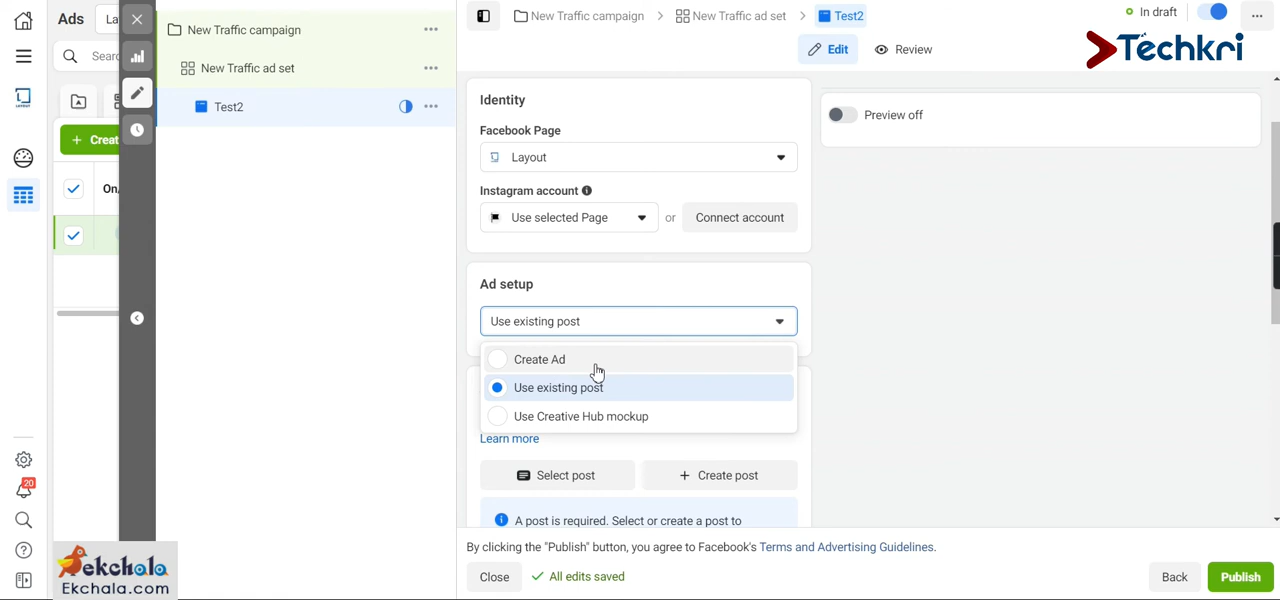 Ads
La
Searc
+ Creat
On/
New Traffic campaign
New Traffic ad set
Test2
New Traffic campaign > New Traffic ad set > Test2
In draft
Edit
Review
Techkri
Identity
Facebook Page
Layout
Instagram account
Use selected Page
or
Connect account
Preview off
Ad setup
Use existing post
Create Ad
Use existing post
Use Creative Hub mockup
Learn more
Select post
+ Create post
A post is required. Select or create a post to
By clicking the "Publish" button, you agree to Facebook's Terms and Advertising Guidelines.
Close
All edits saved
Back
Publish
20
ekchala
Ekchala.com